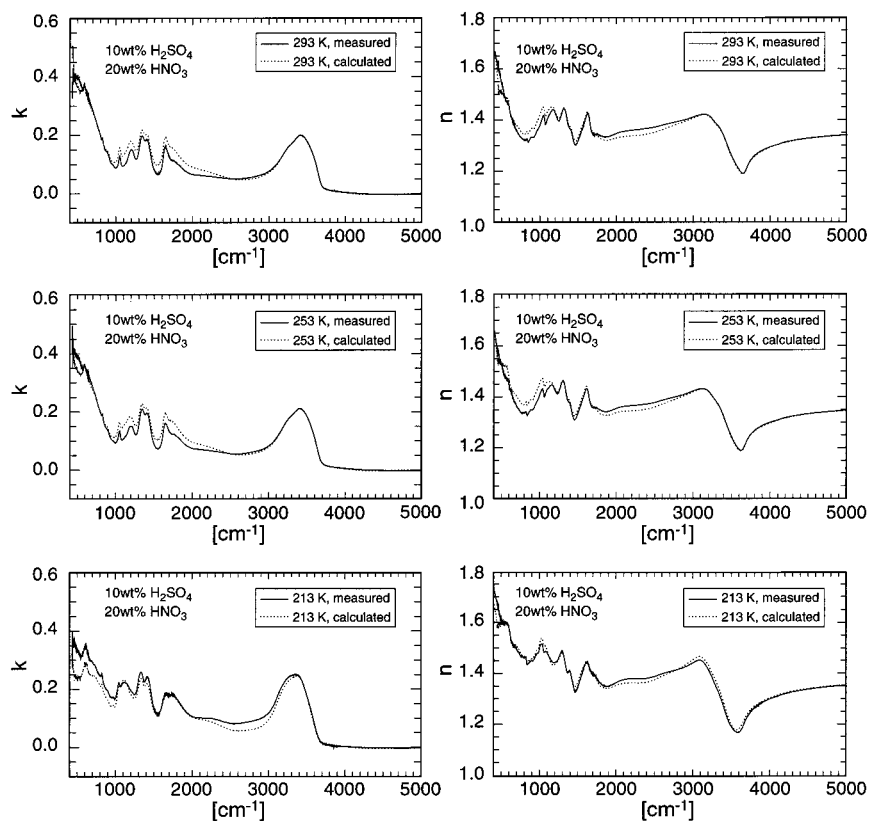 0.6
0.4
0.2
0.0
k
10wt% H₂SO₄
20wt% HNO₃
293 K, measured
293 K, calculated
1000 2000 3000 4000 5000
[cm⁻¹]
1.8
1.6
1.4
1.2
1.0
n
10wt% H₂SO₄
20wt% HNO₃
293 K, measured
293 K, calculated
1000 2000 3000 4000 5000
[cm⁻¹]
0.6
0.4
0.2
0.0
k
10wt% H₂SO₄
20wt% HNO₃
253 K, measured
253 K, calculated
1000 2000 3000 4000 5000
[cm⁻¹]
1.8
1.6
1.4
1.2
1.0
n
10wt% H₂SO₄
20wt% HNO₃
253 K, measured
253 K, calculated
1000 2000 3000 4000 5000
[cm⁻¹]
0.6
0.4
0.2
0.0
k
10wt% H₂SO₄
20wt% HNO₃
213 K, measured
213 K, calculated
1000 2000 3000 4000 5000
[cm⁻¹]
1.8
1.6
1.4
1.2
1.0
n
10wt% H₂SO₄
20wt% HNO₃
213 K, measured
213 K, calculated
1000 2000 3000 4000 5000
[cm⁻¹]